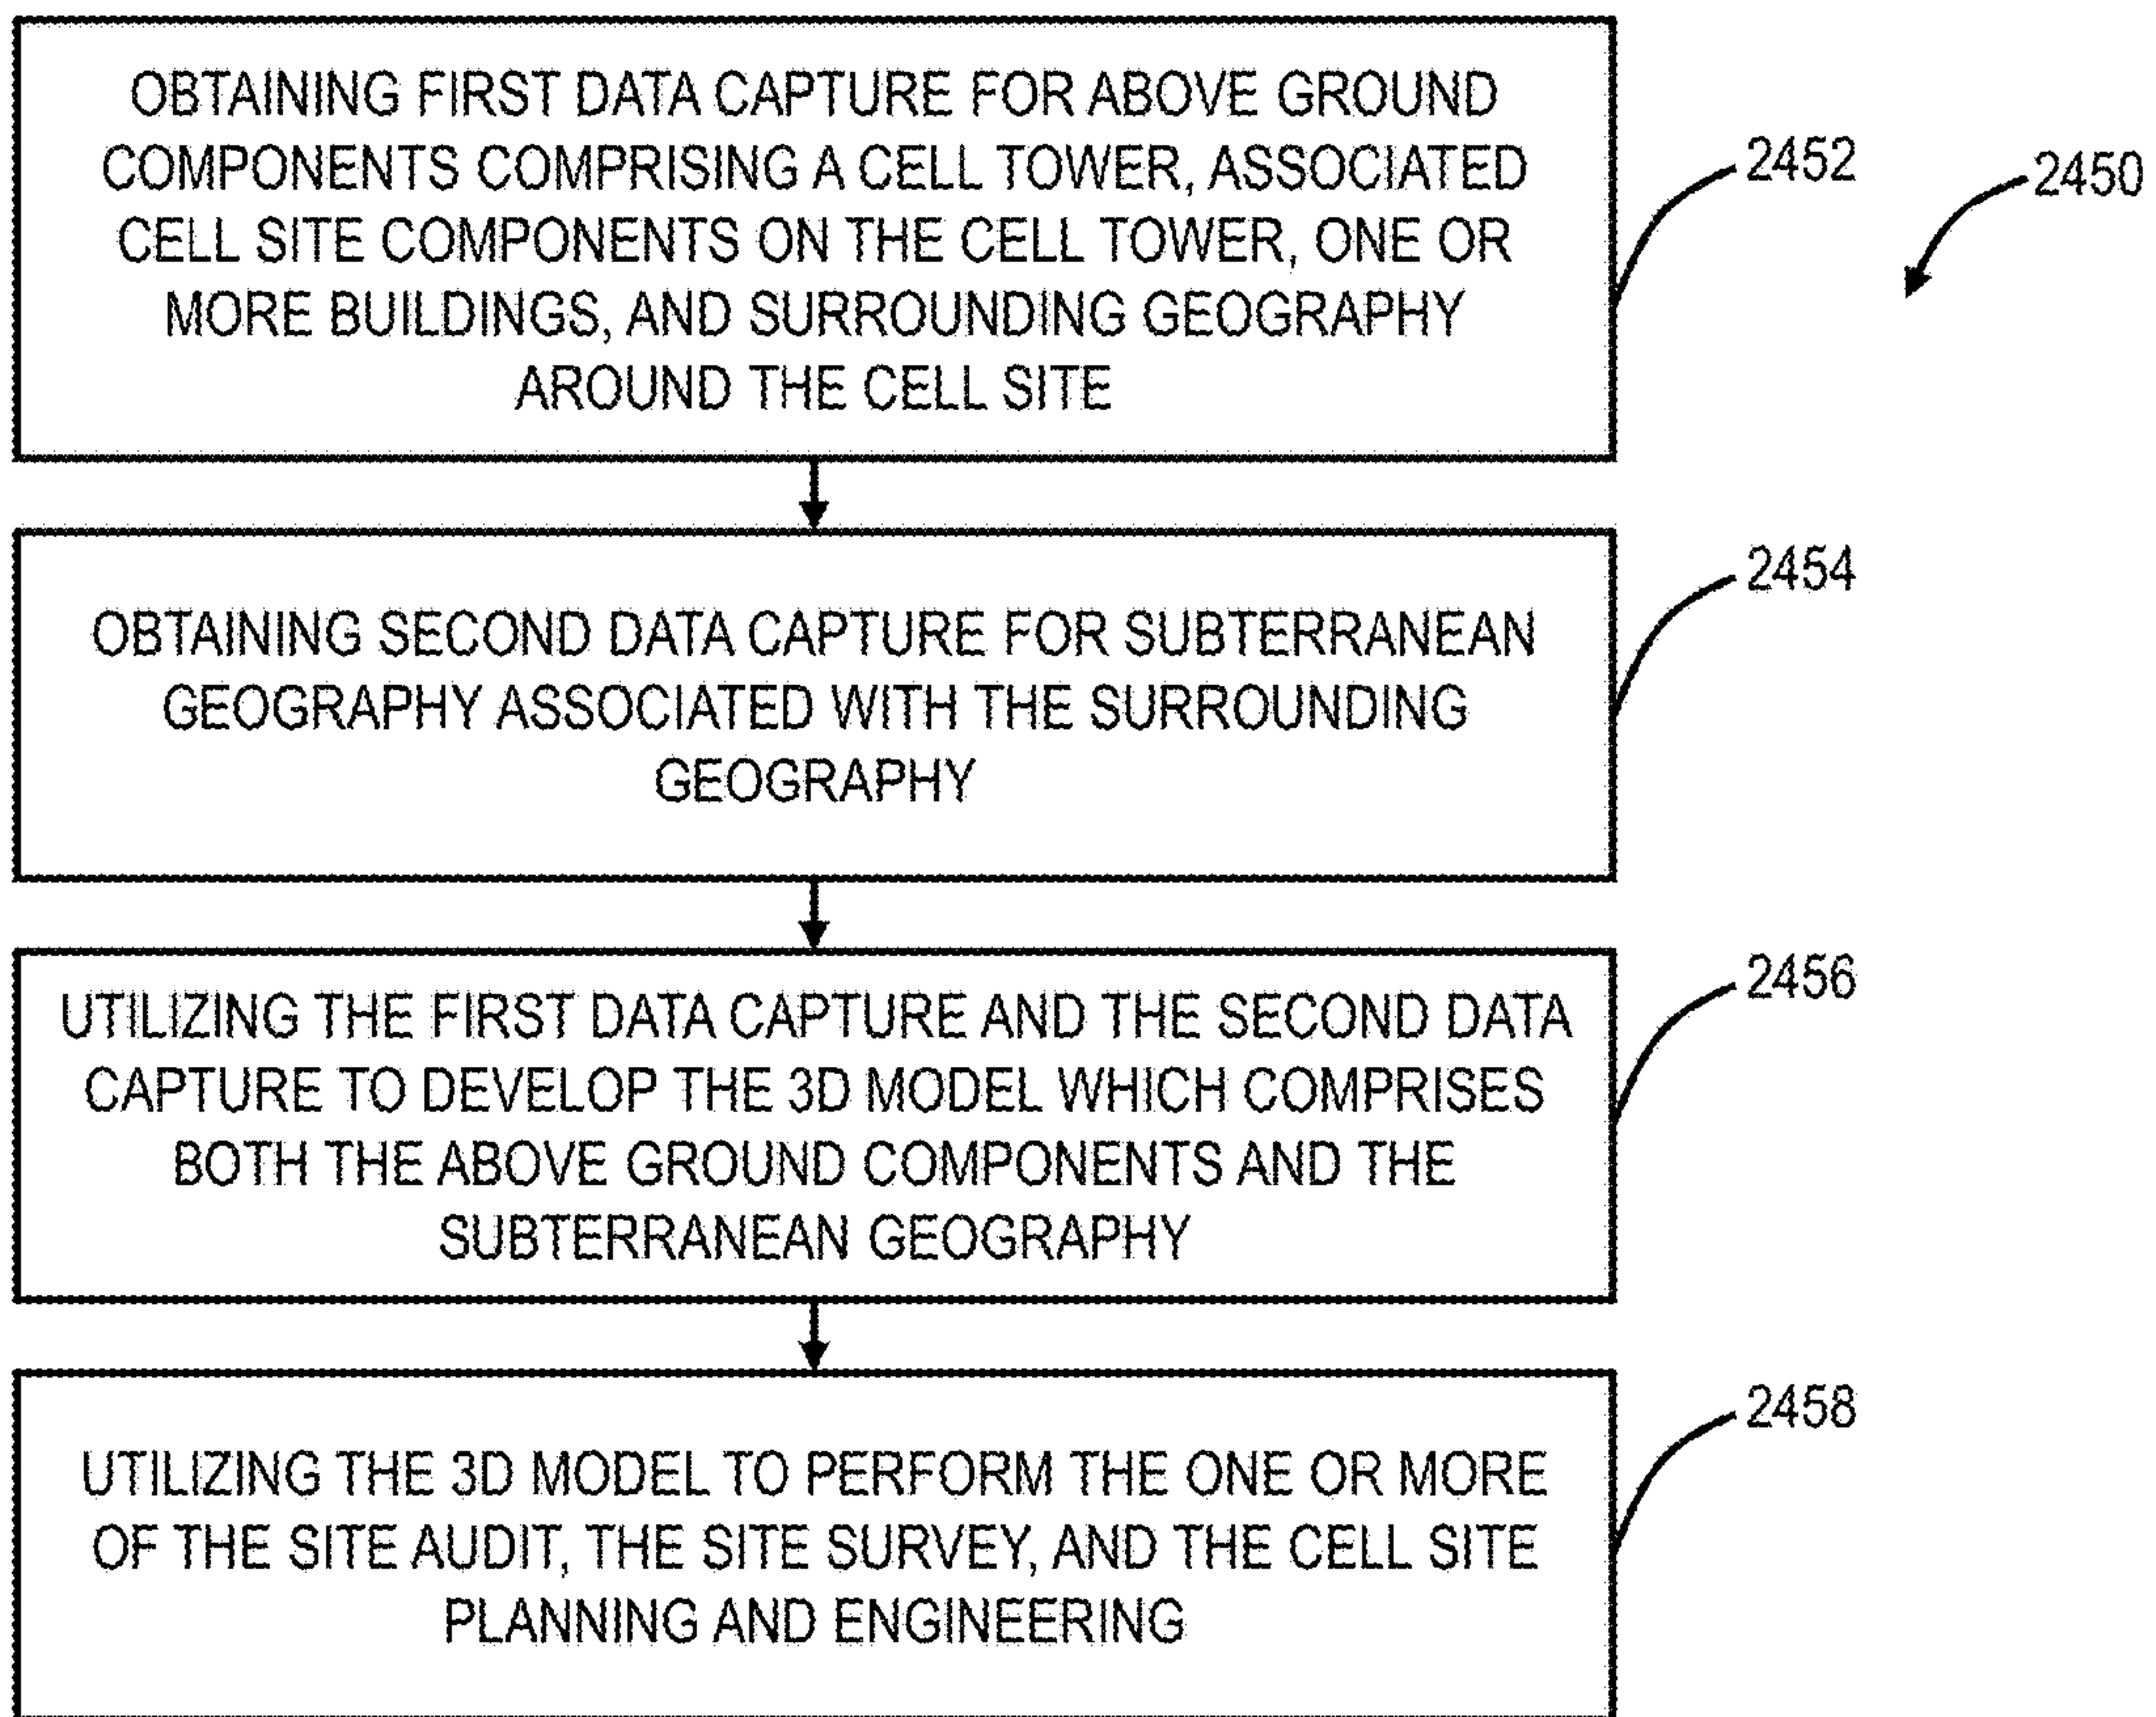 OBTAINING FIRST DATA CAPTURE FOR ABOVE GROUND
COMPONENTS COMPRISING A CELL TOWER, ASSOCIATED
CELL SITE COMPONENTS ON THE CELL TOWER, ONE OR
MORE BUILDINGS, AND SURROUNDING GEOGRAPHY
AROUND THE CELL SITE
2452
2450
OBTAINING SECOND DATA CAPTURE FOR SUBTERRANEAN
GEOGRAPHY ASSOCIATED WITH THE SURROUNDING
GEOGRAPHY
2454
UTILIZING THE FIRST DATA CAPTURE AND THE SECOND DATA
CAPTURE TO DEVELOP THE 3D MODEL WHICH COMPRISES
BOTH THE ABOVE GROUND COMPONENTS AND THE
SUBTERRANEAN GEOGRAPHY
2456
UTILIZING THE 3D MODEL TO PERFORM THE ONE OR MORE
OF THE SITE AUDIT, THE SITE SURVEY, AND THE CELL SITE
PLANNING AND ENGINEERING
2458